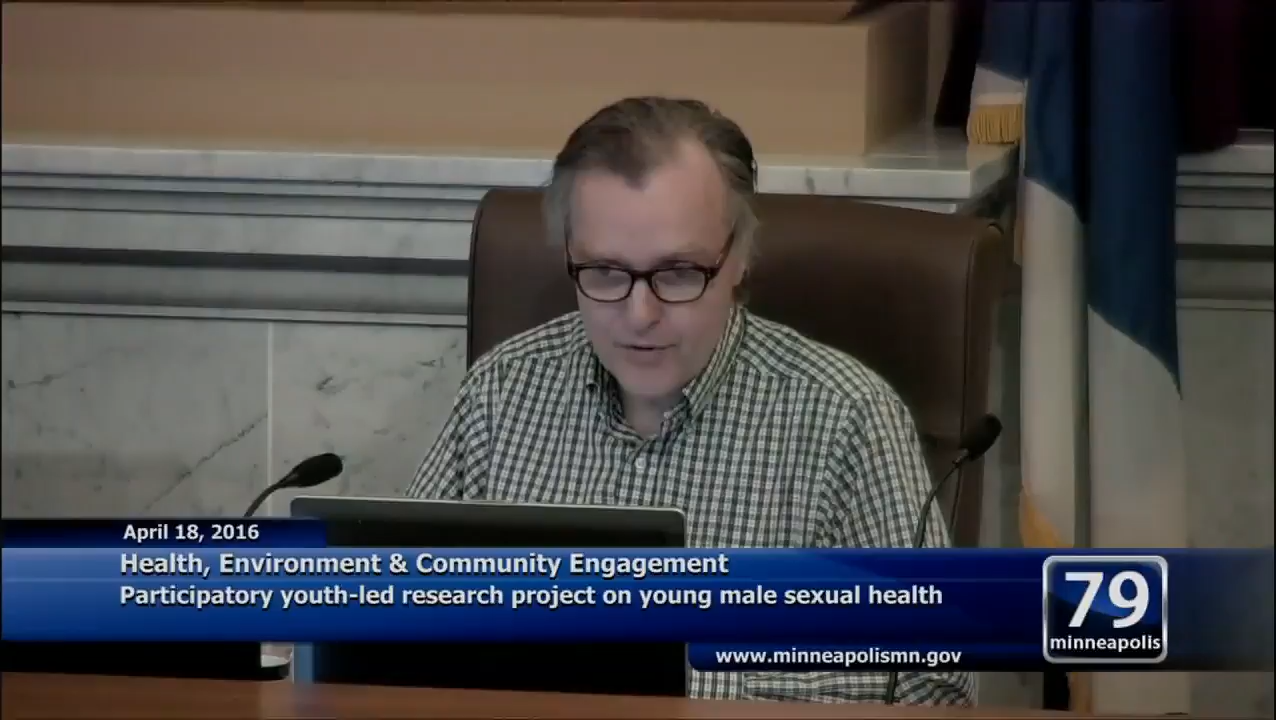 April 18, 2016
Health, Environment & Community Engagement
Participatory youth-led research project on young male sexual health
79
minneapolis
www.minneapolismn.gov